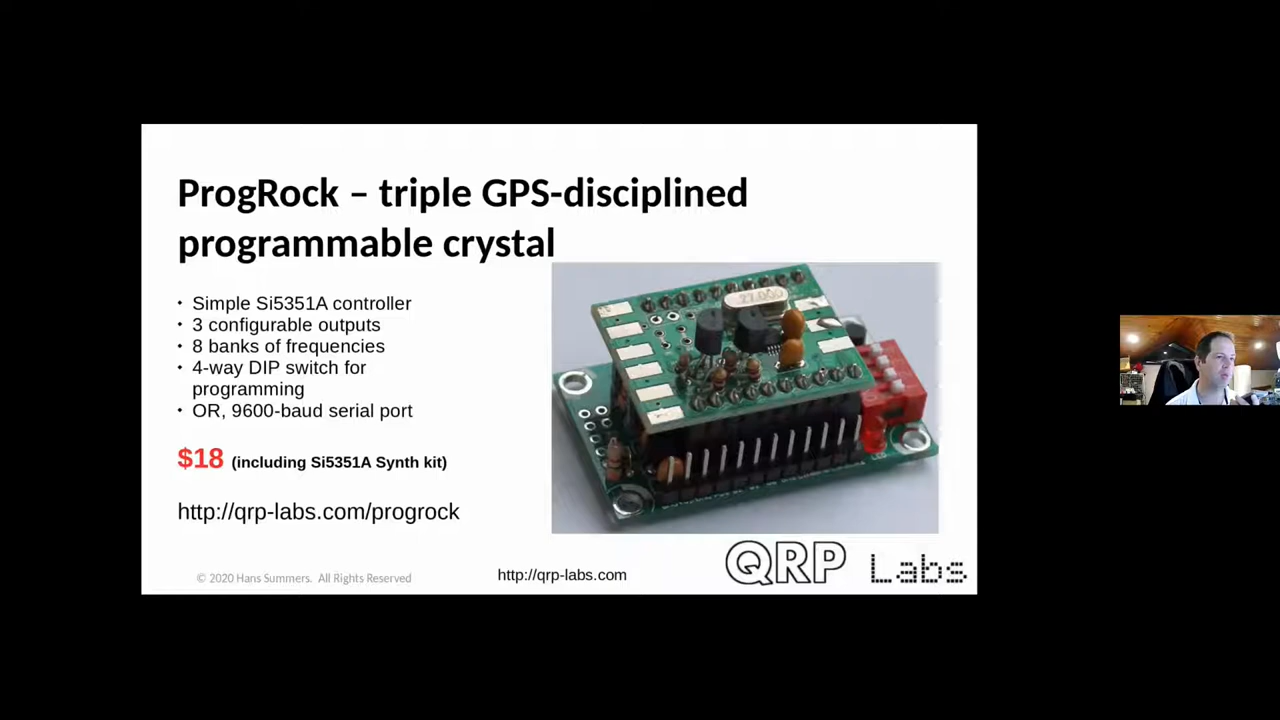 ProgRock – triple GPS-disciplined
programmable crystal
• Simple Si5351A controller
• 3 configurable outputs
• 8 banks of frequencies
• 4-way DIP switch for
programming
• OR, 9600-baud serial port
$18 (including Si5351A Synth kit)
http://qrp-labs.com/progrock
27.000
© 2020 Hans Summers. All Rights Reserved
http://qrp-labs.com
QRP Labs